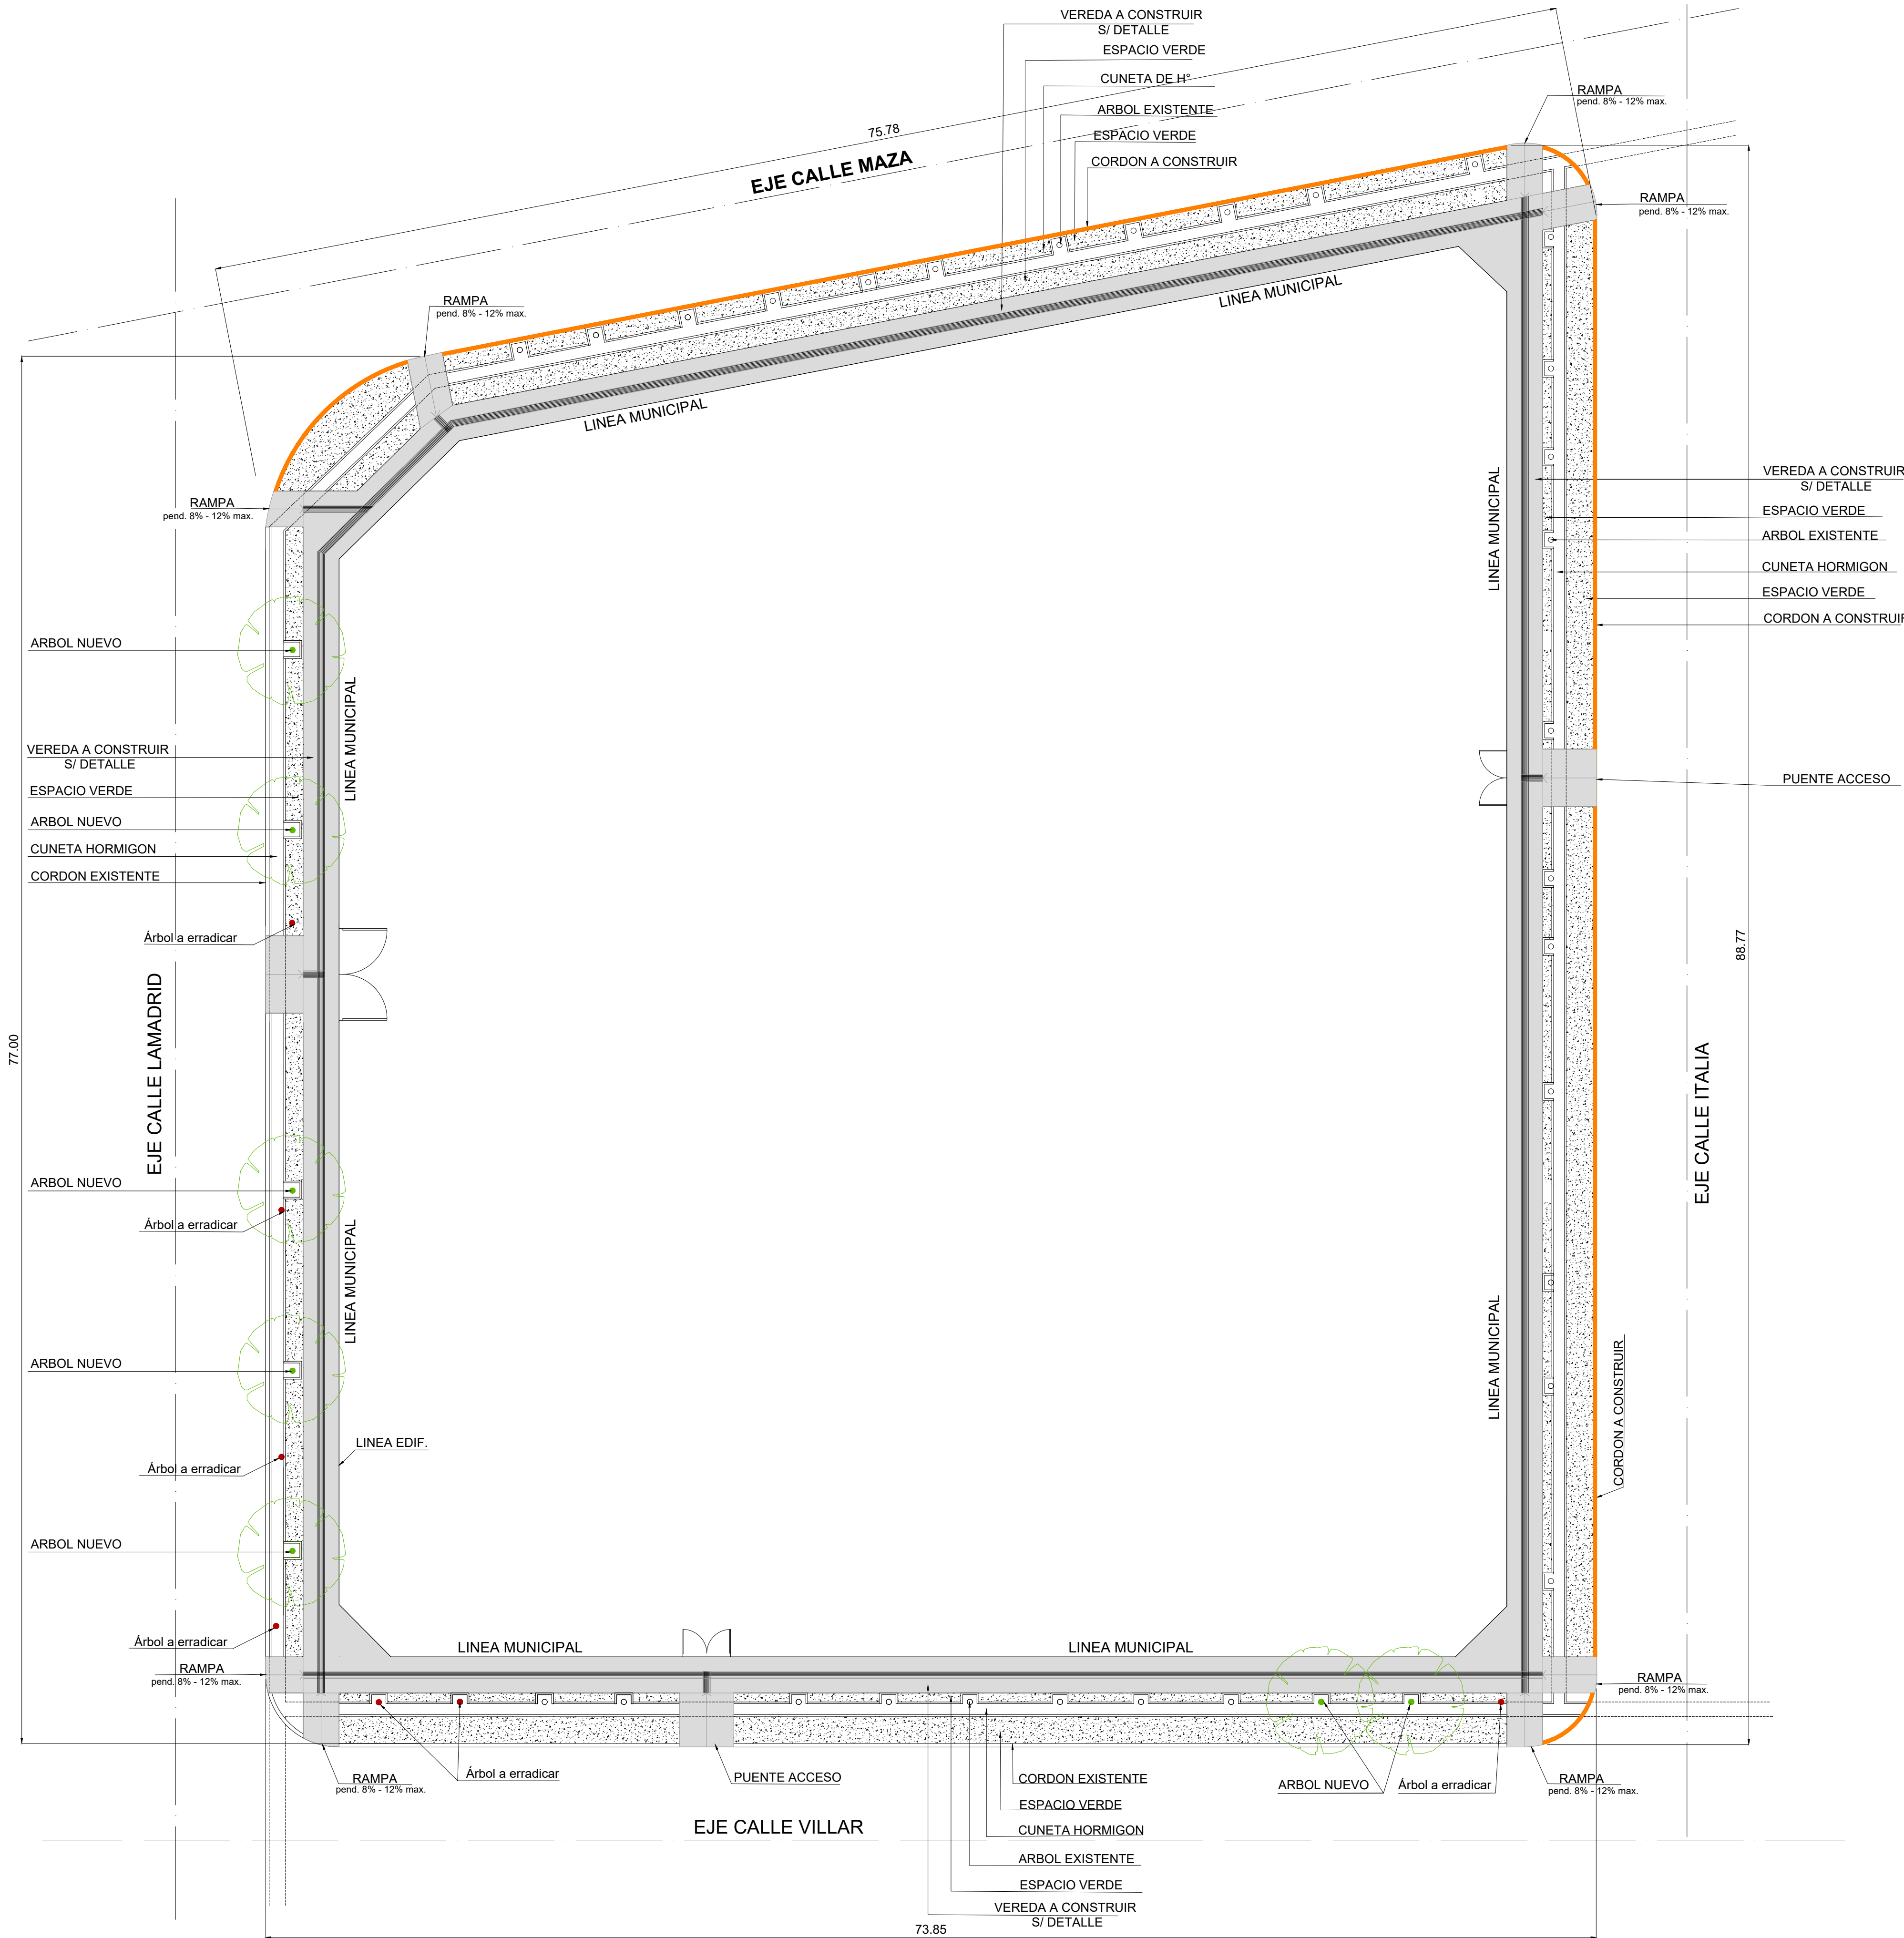 VEREDA A CONSTRUIR
S/ DETALLE
ESPACIO VERDE
CUNETA DE H°
ARBOL EXISTENTE
ESPACIO VERDE
CORDON A CONSTRUIR
75.78
EJE CALLE MAZA
RAMPA
pend. 8% - 12% max.
RAMPA
pend. 8% - 12% max.
RAMPA
pend. 8% - 12% max.
LINEA MUNICIPAL
LINEA MUNICIPAL
RAMPA
pend. 8% - 12% max.
LINEA MUNICIPAL
VEREDA A CONSTRUIR
S/ DETALLE
ESPACIO VERDE
ARBOL EXISTENTE
CUNETA HORMIGON
ESPACIO VERDE
CORDON A CONSTRUIR
ARBOL NUEVO
LINEA MUNICIPAL
VEREDA A CONSTRUIR
S/ DETALLE
ESPACIO VERDE
ARBOL NUEVO
CUNETA HORMIGON
CORDON EXISTENTE
PUENTE ACCESO
Árbol a erradicar
88.77
EJE CALLE LAMADRID
77.00
EJE CALLE ITALIA
ARBOL NUEVO
Árbol a erradicar
LINEA MUNICIPAL
LINEA MUNICIPAL
ARBOL NUEVO
CORDON A CONSTRUIR
LINEA EDIF.
Árbol a erradicar
ARBOL NUEVO
Árbol a erradicar
LINEA MUNICIPAL
LINEA MUNICIPAL
RAMPA
pend. 8% - 12% max.
RAMPA
pend. 8% - 12% max.
RAMPA
pend. 8% - 12% max.
Árbol a erradicar
PUENTE ACCESO
CORDON EXISTENTE
ESPACIO VERDE
CUNETA HORMIGON
ARBOL EXISTENTE
ESPACIO VERDE
VEREDA A CONSTRUIR
S/ DETALLE
ARBOL NUEVO
Árbol a erradicar
RAMPA
pend. 8% - 12% max.
EJE CALLE VILLAR
73.85